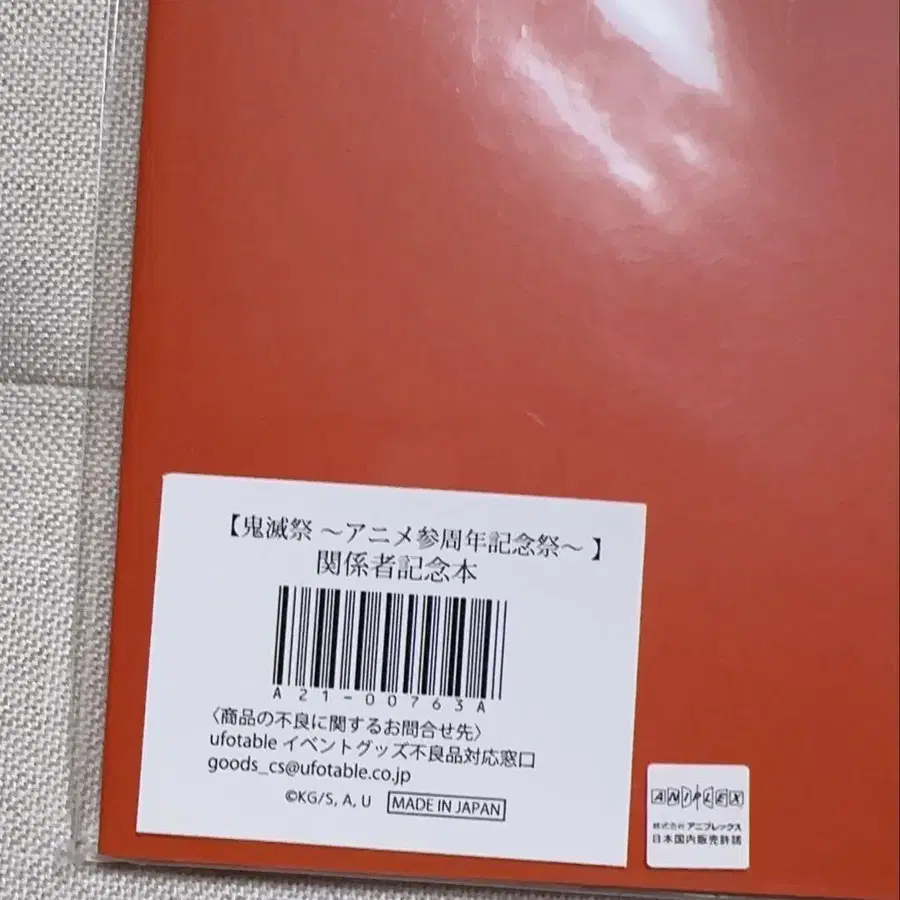 【鬼滅祭 ～アニメ参周年記念祭～ 】
関係者記念本
A21-00763A
〈商品の不良に関するお問合せ先〉
ufotable イベントグッズ不良品対応窓口
goods_cs@ufotable.co.jp
©KG/S, A, U MADE IN JAPAN
ANIPLEX
株式会社 アニプレックス
日本国内販売許諾